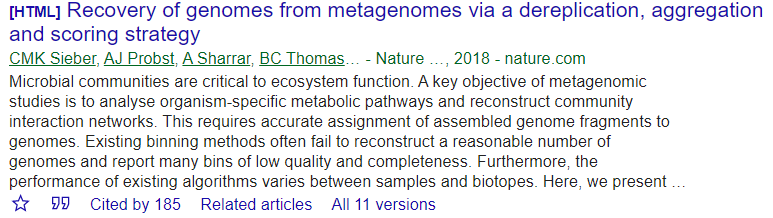 [HTML] Recovery of genomes from metagenomes via a dereplication, aggregation
and scoring strategy
CMK Sieber, AJ Probst, A Sharrar, BC Thomas… - Nature …, 2018 - nature.com
Microbial communities are critical to ecosystem function. A key objective of metagenomic
studies is to analyse organism-specific metabolic pathways and reconstruct community
interaction networks. This requires accurate assignment of assembled genome fragments to
genomes. Existing binning methods often fail to reconstruct a reasonable number of
genomes and report many bins of low quality and completeness. Furthermore, the
performance of existing algorithms varies between samples and biotopes. Here, we present …
Cited by 185 Related articles All 11 versions